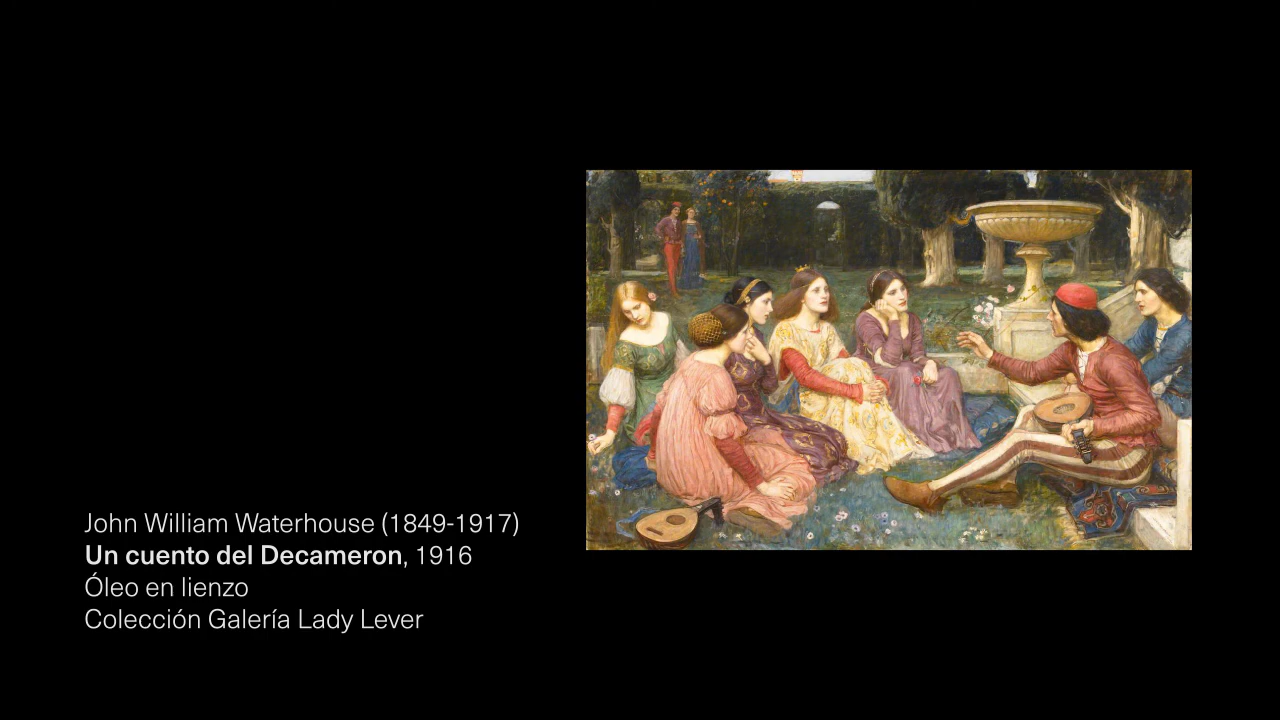 John William Waterhouse (1849-1917)
Un cuento del Decameron, 1916
Óleo en lienzo
Colección Galería Lady Lever